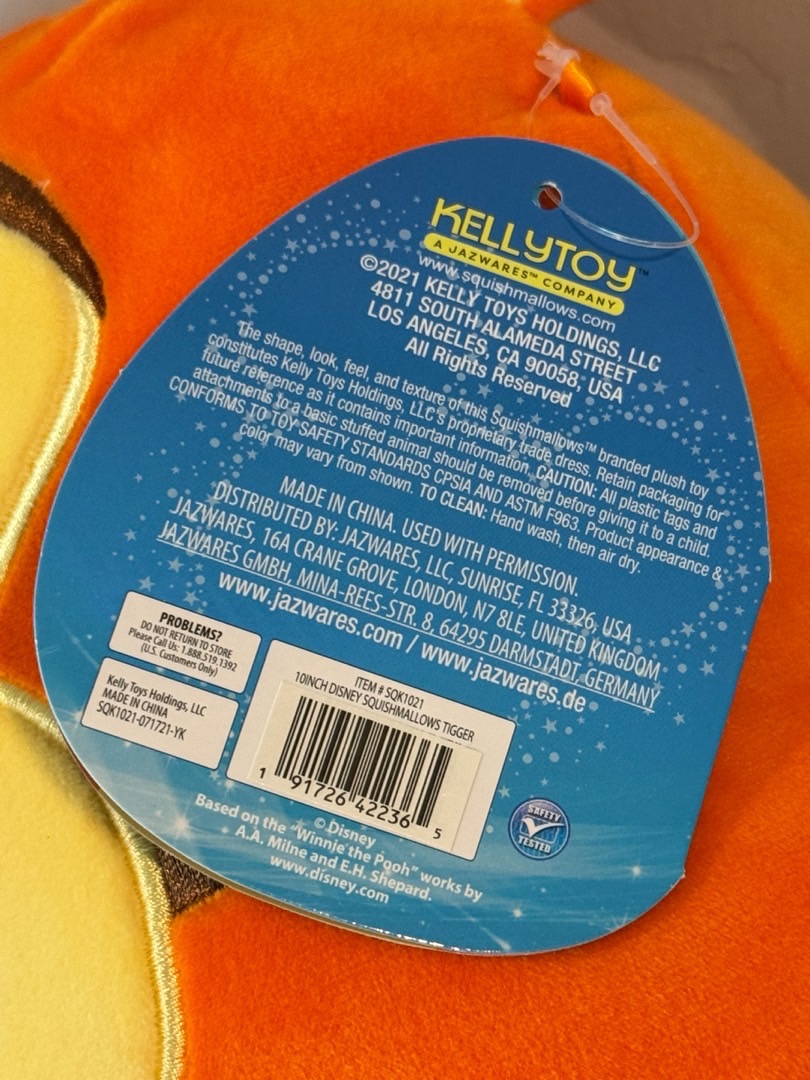 KELLYTOY™
A JAZWARES™ COMPANY
www.squishmallows.com
©2021 KELLY TOYS HOLDINGS, LLC
4811 SOUTH ALAMEDA STREET
LOS ANGELES, CA 90058, USA
All Rights Reserved
The shape, look, feel, and texture of this Squishmallows™ branded plush toy
constitutes Kelly Toys Holdings, LLC's proprietary trade dress. Retain packaging for
future reference as it contains important information. CAUTION: All plastic tags and
attachments to a basic stuffed animal should be removed before giving it to a child.
CONFORMS TO TOY SAFETY STANDARDS CPSIA AND ASTM F963. Product appearance &
color may vary from shown. TO CLEAN: Hand wash, then air dry.
MADE IN CHINA. USED WITH PERMISSION.
DISTRIBUTED BY: JAZWARES, LLC, SUNRISE, FL 33326, USA
JAZWARES, 16A CRANE GROVE, LONDON, N7 8LE, UNITED KINGDOM
JAZWARES GMBH, MINA-REES-STR. 8, 64295 DARMSTADT, GERMANY
www.jazwares.com / www.jazwares.de
PROBLEMS?
DO NOT RETURN TO STORE
Please Call Us: 1.888.519.1392
(U.S. Customers Only)
Kelly Toys Holdings, LLC
MADE IN CHINA
SQK1021-071721-YK
ITEM # SQK1021
10INCH DISNEY SQUISHMALLOWS TIGGER
1 91726 42236 5
SAFETY
TESTED
© Disney
Based on the "Winnie the Pooh" works by
A.A. Milne and E.H. Shepard.
www.disney.com